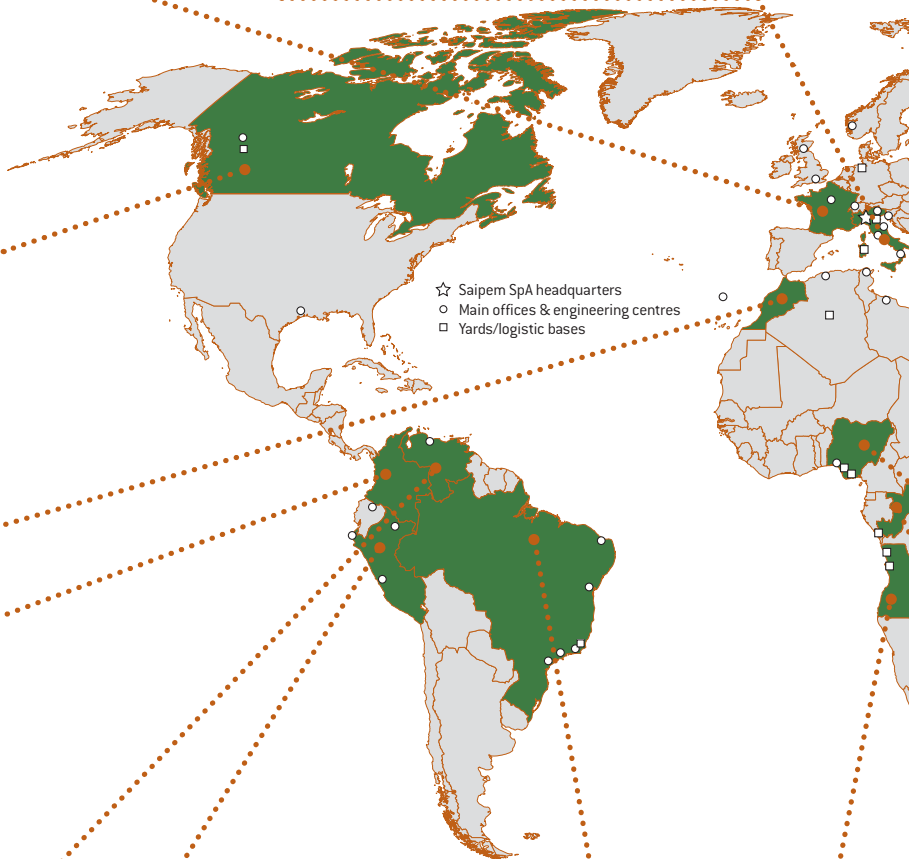 Saipem SpA headquarters
Main offices & engineering centres
Yards/logistic bases